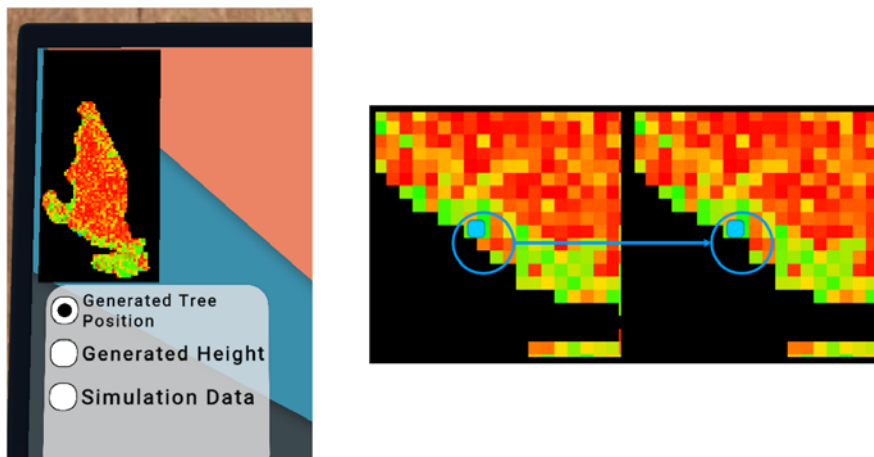 Generated Tree
Position
Generated Height
Simulation Data